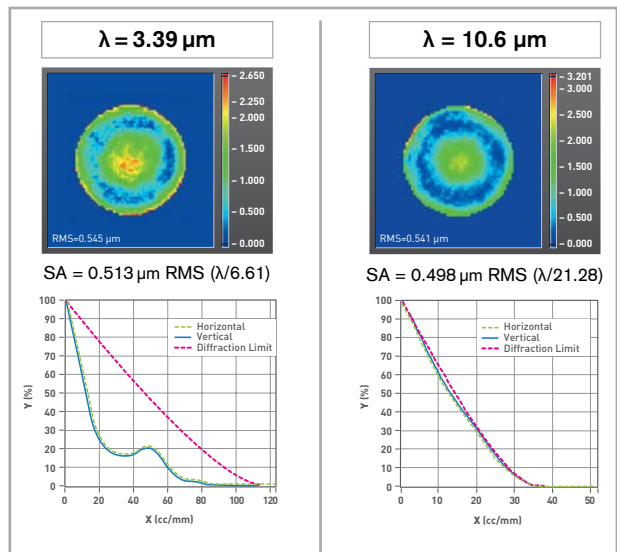 λ = 3.39 µm
2.650
2.250
2.000
1.500
1.000
0.500
0.000
RMS=0.545 µm
SA = 0.513 µm RMS (λ/6.61)
100
90
80
70
60
50
40
30
20
10
0
Y (%)
Horizontal
Vertical
Diffraction Limit
0 20 40 60 80 100 120
X (cc/mm)
λ = 10.6 µm
3.201
3.000
2.500
2.000
1.500
1.000
0.500
0.000
RMS=0.541 µm
SA = 0.498 µm RMS (λ/21.28)
100
90
80
70
60
50
40
30
20
10
0
Y (%)
Horizontal
Vertical
Diffraction Limit
0 10 20 30 40 50
X (cc/mm)